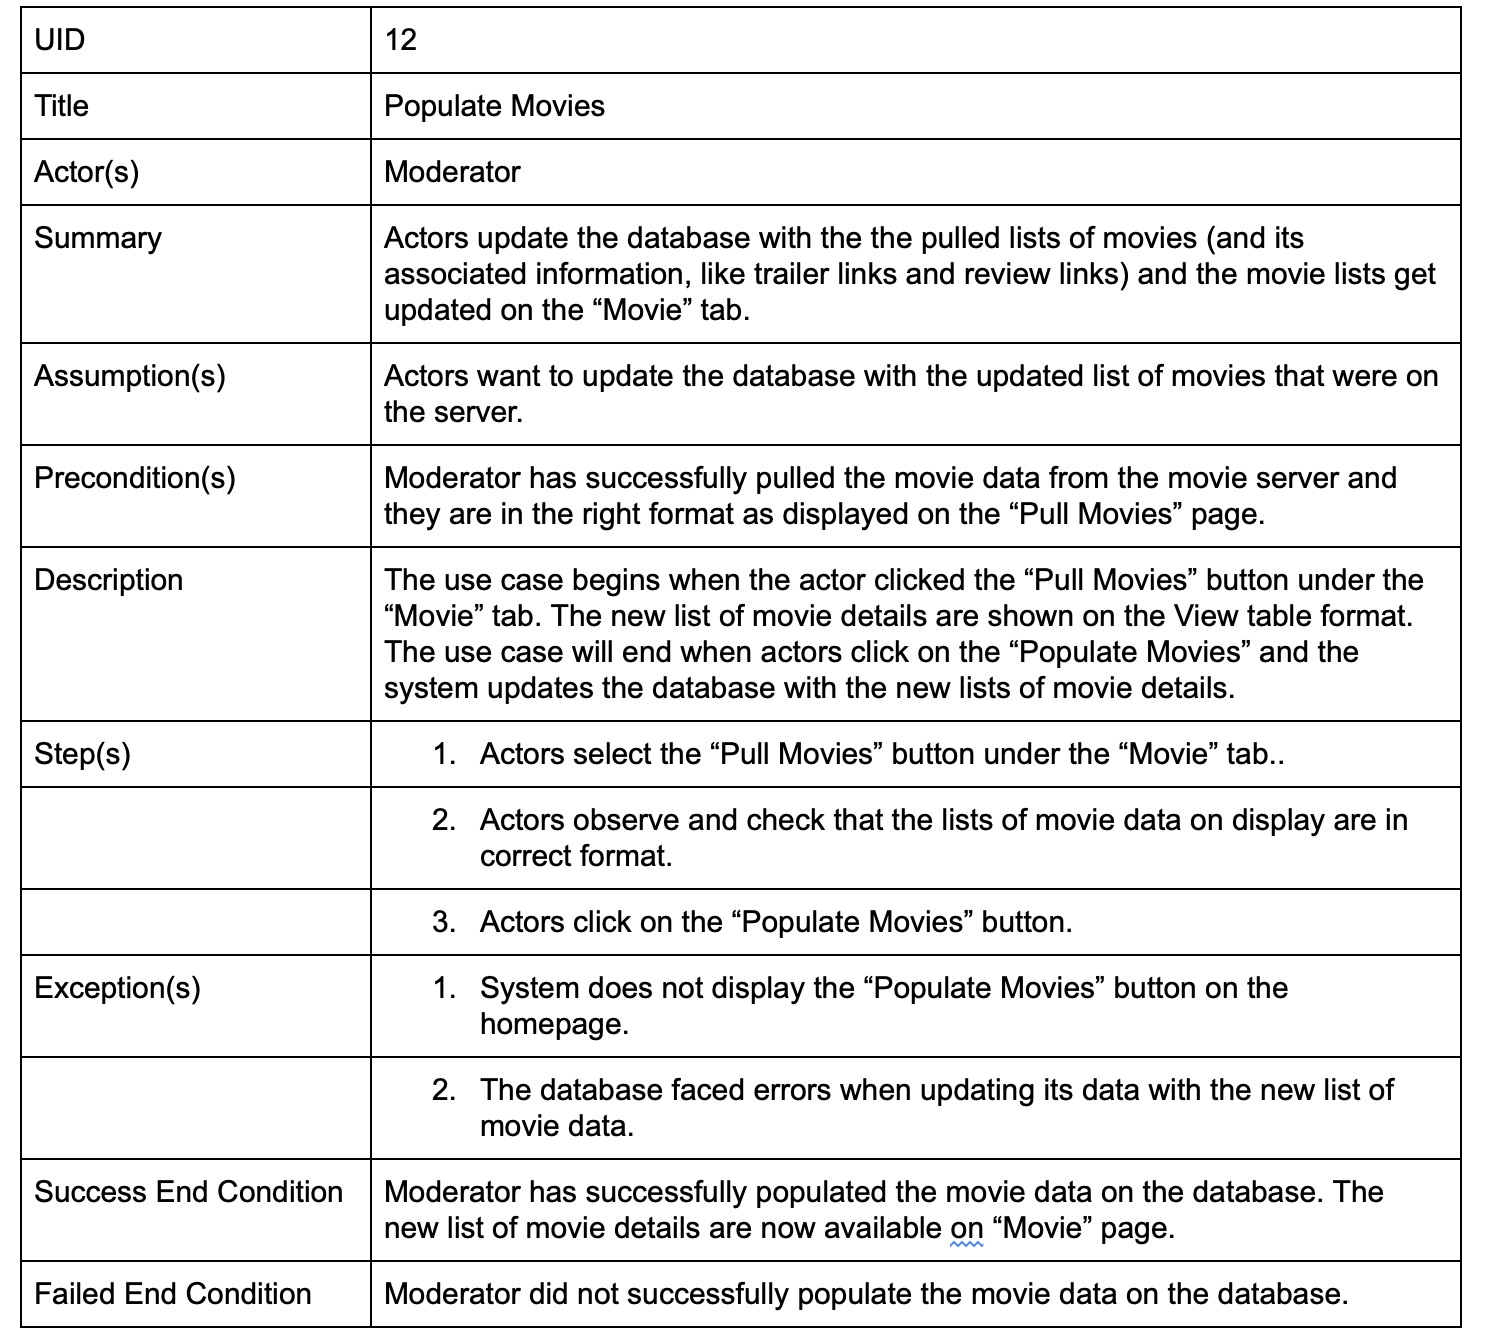 UID
12
Title
Populate Movies
Actor(s)
Moderator
Summary
Actors update the database with the the pulled lists of movies (and its
associated information, like trailer links and review links) and the movie lists get
updated on the “Movie” tab.
Assumption(s)
Actors want to update the database with the updated list of movies that were on
the server.
Precondition(s)
Moderator has successfully pulled the movie data from the movie server and
they are in the right format as displayed on the “Pull Movies” page.
Description
The use case begins when the actor clicked the “Pull Movies” button under the
“Movie” tab. The new list of movie details are shown on the View table format.
The use case will end when actors click on the “Populate Movies” and the
system updates the database with the new lists of movie details.
Step(s)
1. Actors select the “Pull Movies” button under the “Movie” tab..
2. Actors observe and check that the lists of movie data on display are in
correct format.
3. Actors click on the “Populate Movies” button.
Exception(s)
1. System does not display the “Populate Movies” button on the
homepage.
2. The database faced errors when updating its data with the new list of
movie data.
Success End Condition
Moderator has successfully populated the movie data on the database. The
new list of movie details are now available on “Movie” page.
Failed End Condition
Moderator did not successfully populate the movie data on the database.